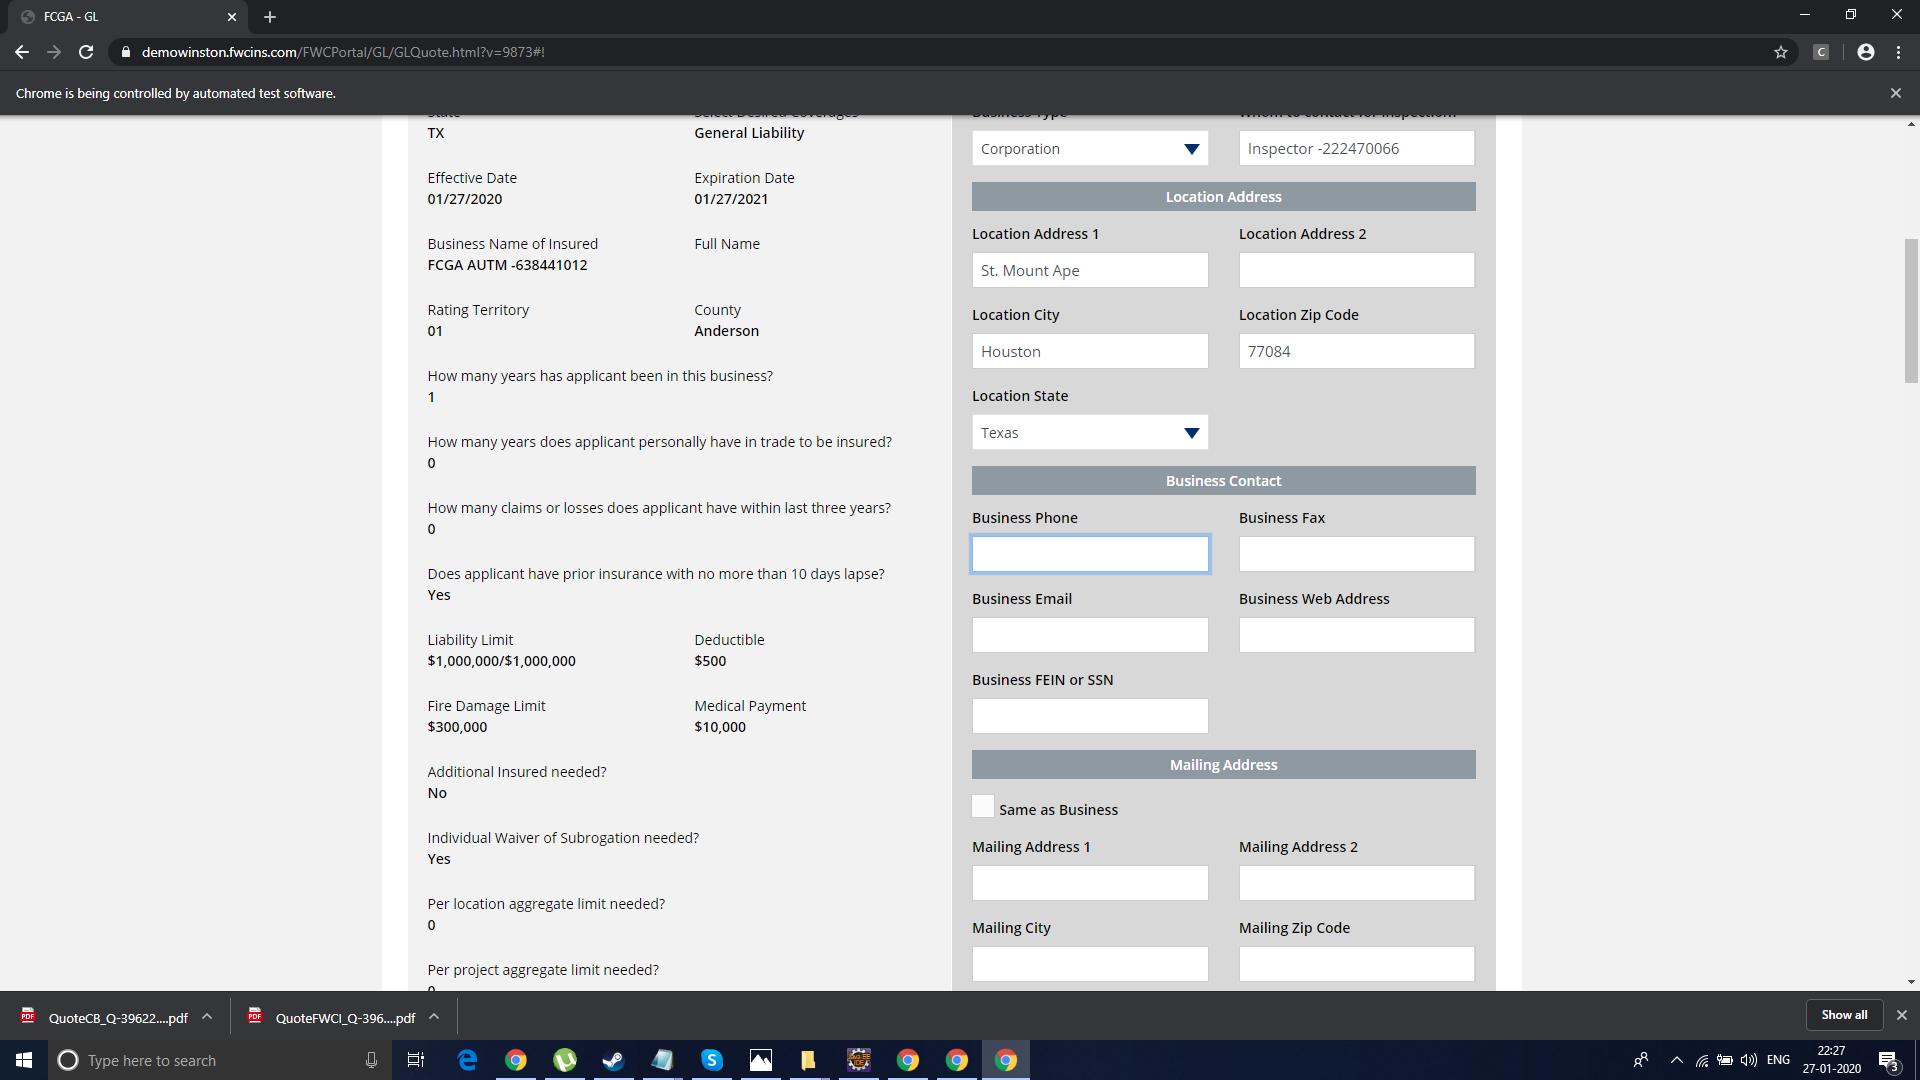 FCGA - GL
demowinston.fwcins.com/FWCPortal/GL/GLQuote.html?v=9873#!
C
Chrome is being controlled by automated test software.
State
Select Desired Coverages
TX
General Liability
Effective Date
Expiration Date
01/27/2020
01/27/2021
Business Name of Insured
Full Name
FCGA AUTM -638441012
Rating Territory
County
01
Anderson
How many years has applicant been in this business?
1
How many years does applicant personally have in trade to be insured?
0
How many claims or losses does applicant have within last three years?
0
Does applicant have prior insurance with no more than 10 days lapse?
Yes
Liability Limit
Deductible
$1,000,000/$1,000,000
$500
Fire Damage Limit
Medical Payment
$300,000
$10,000
Additional Insured needed?
No
Individual Waiver of Subrogation needed?
Yes
Per location aggregate limit needed?
0
Per project aggregate limit needed?
0
Business Type
Whom to contact for inspection?
Corporation
Inspector -222470066
Location Address
Location Address 1
Location Address 2
St. Mount Ape
Location City
Location Zip Code
Houston
77084
Location State
Texas
Business Contact
Business Phone
Business Fax
Business Email
Business Web Address
Business FEIN or SSN
Mailing Address
Same as Business
Mailing Address 1
Mailing Address 2
Mailing City
Mailing Zip Code
PDF
QuoteCB_Q-39622....pdf
PDF
QuoteFWCI_Q-396....pdf
Show all
Type here to search
ENG
22:27
27-01-2020
3